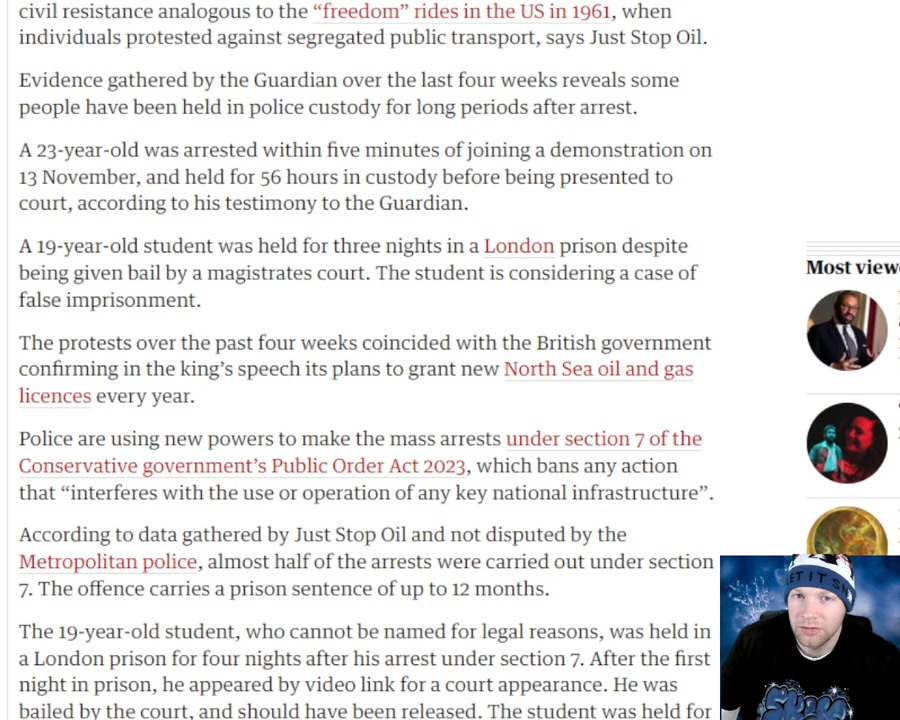 civil resistance analogous to the “freedom” rides in the US in 1961, when
individuals protested against segregated public transport, says Just Stop Oil.
Evidence gathered by the Guardian over the last four weeks reveals some
people have been held in police custody for long periods after arrest.
A 23-year-old was arrested within five minutes of joining a demonstration on
13 November, and held for 56 hours in custody before being presented to
court, according to his testimony to the Guardian.
A 19-year-old student was held for three nights in a London prison despite
being given bail by a magistrates court. The student is considering a case of
false imprisonment.
The protests over the past four weeks coincided with the British government
confirming in the king’s speech its plans to grant new North Sea oil and gas
licences every year.
Police are using new powers to make the mass arrests under section 7 of the
Conservative government’s Public Order Act 2023, which bans any action
that “interferes with the use or operation of any key national infrastructure”.
According to data gathered by Just Stop Oil and not disputed by the
Metropolitan police, almost half of the arrests were carried out under section
7. The offence carries a prison sentence of up to 12 months.
The 19-year-old student, who cannot be named for legal reasons, was held in
a London prison for four nights after his arrest under section 7. After the first
night in prison, he appeared by video link for a court appearance. He was
bailed by the court, and should have been released. The student was held for
Most view
LET IT